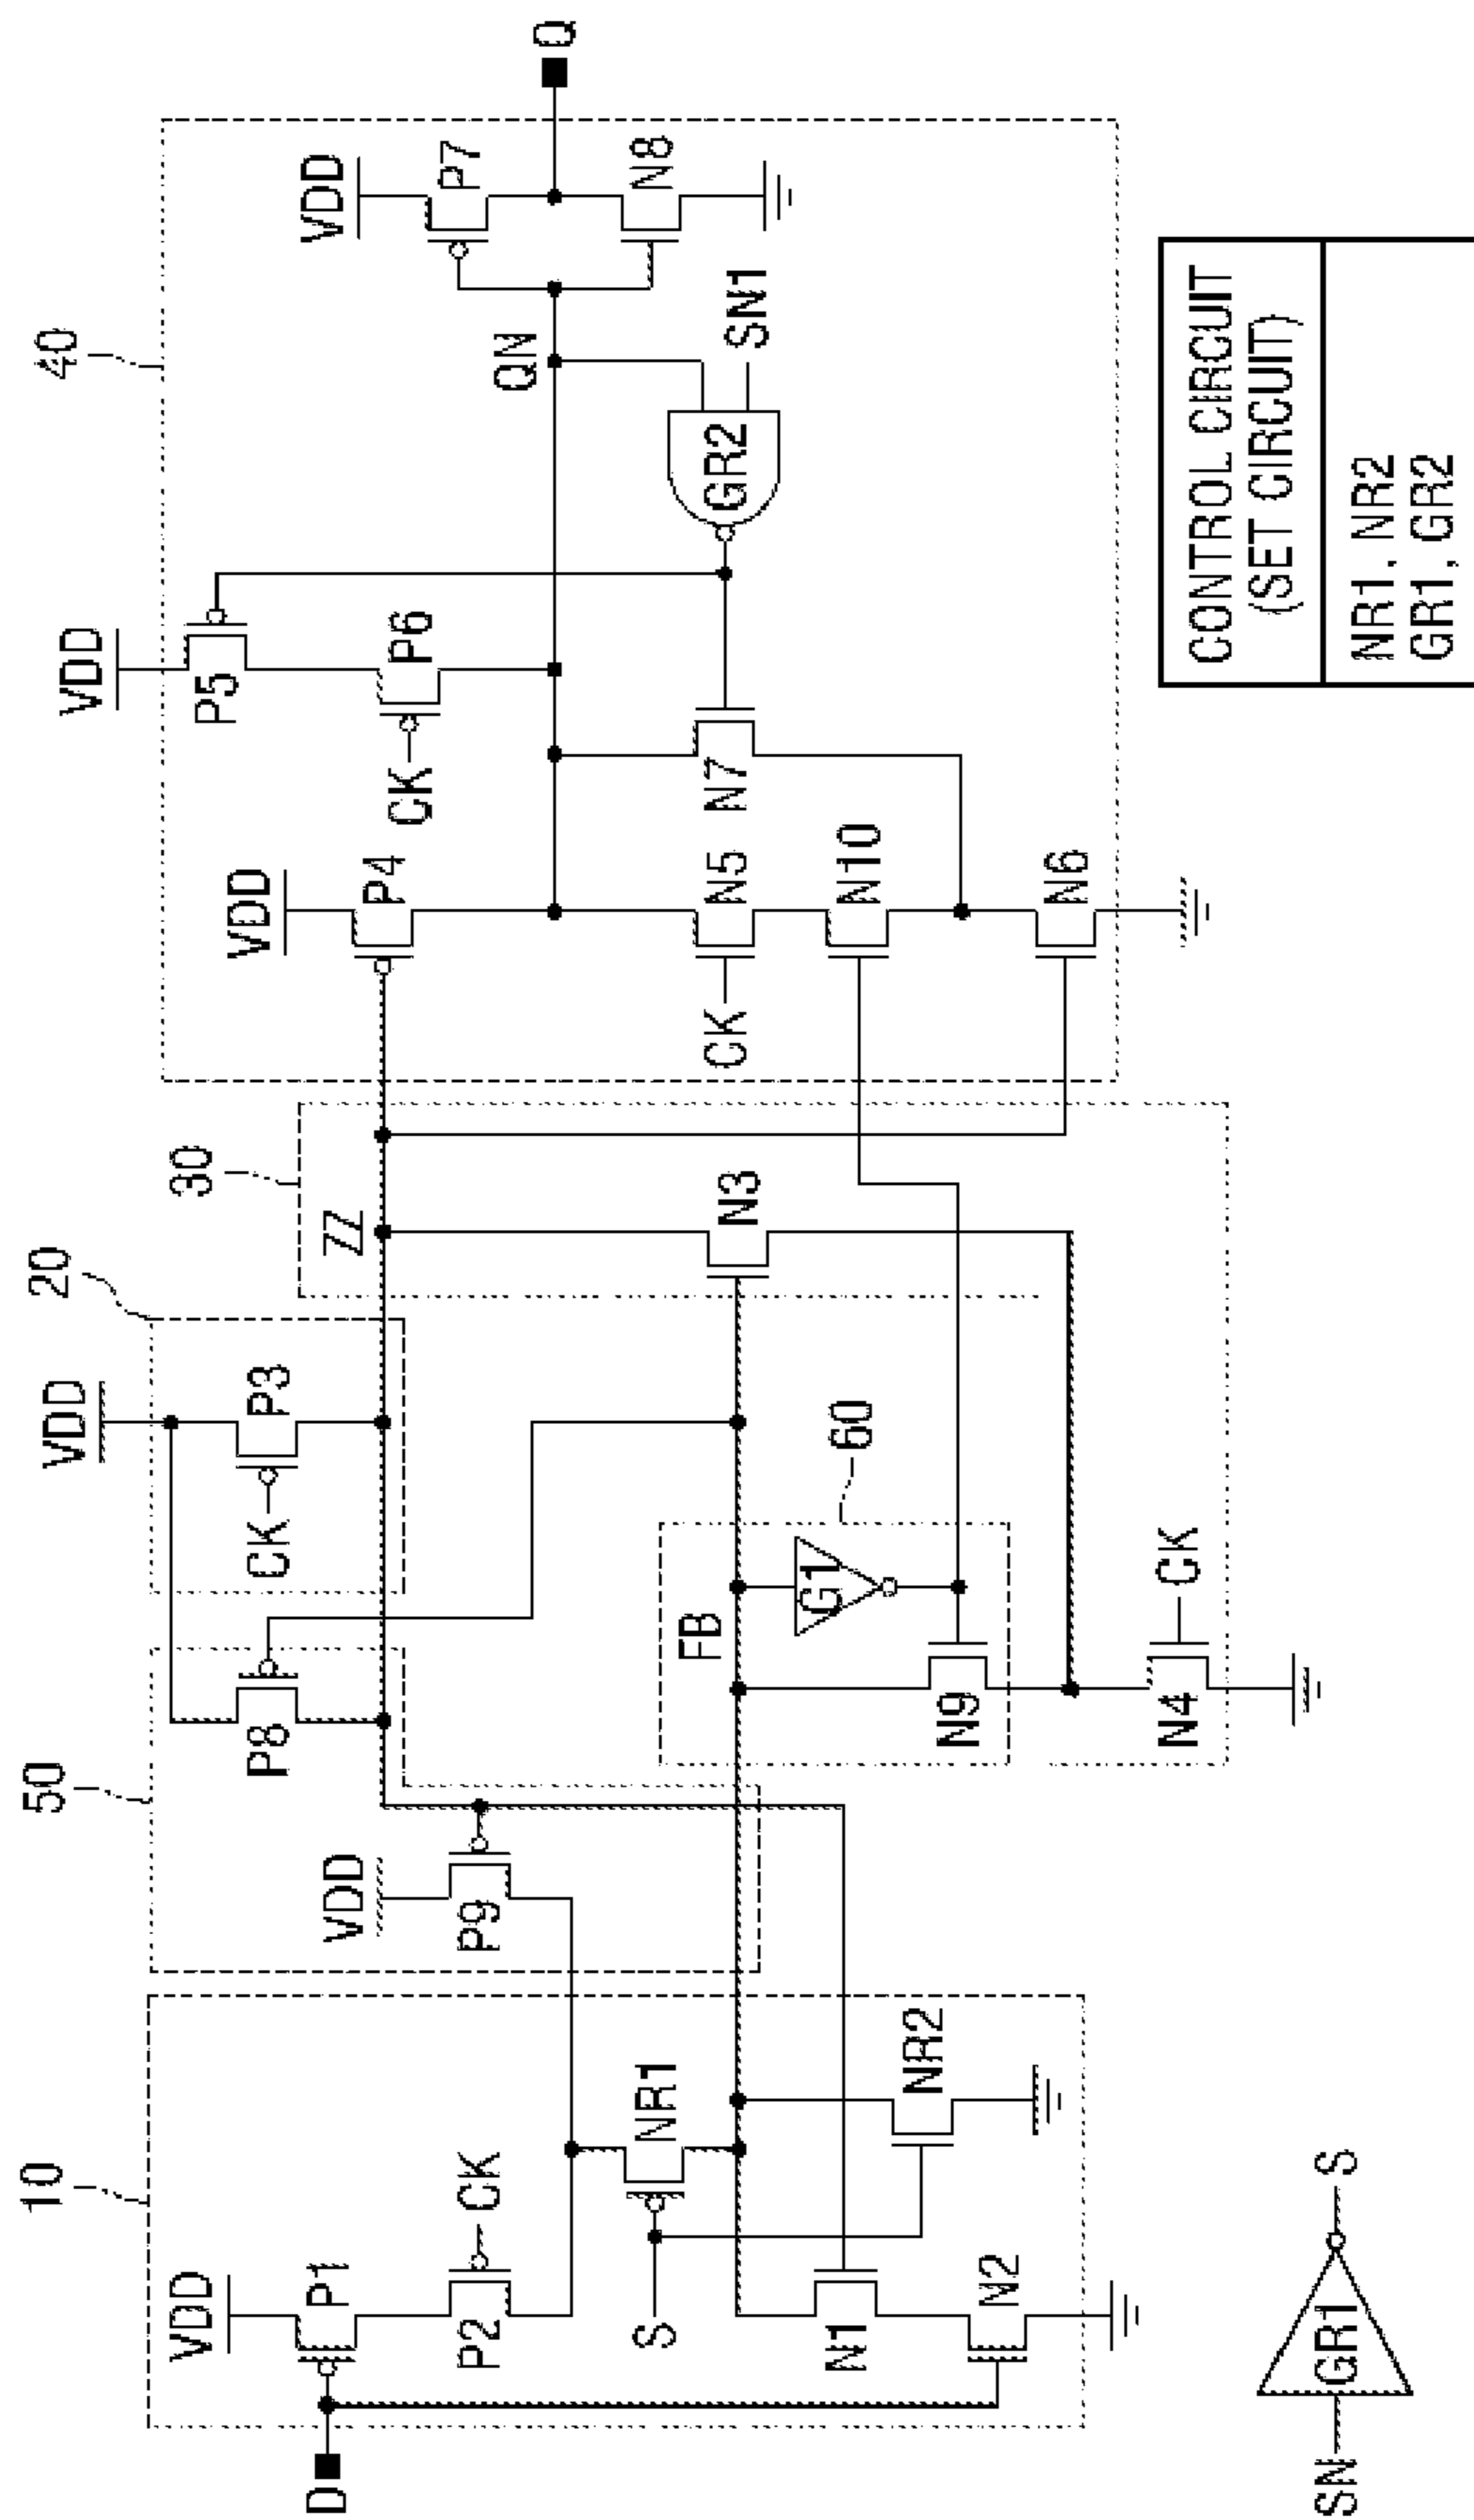 10
50
20
30
40
VDD
P1
D
P2
CK
S
NR1
NR2
N1
N2
VDD
P9
P8
VDD
CK
P3
ZZ
FB
G1
60
N9
N4
CK
N3
VDD
P4
CK
N5
N10
N6
VDD
P5
CK
P6
N7
QN
GR2
SN1
VDD
P7
N8
Q
SN
GR1
S
CONTROL CIRCUIT
(SET CIRCUIT)
NR1, NR2
GR1, GR2